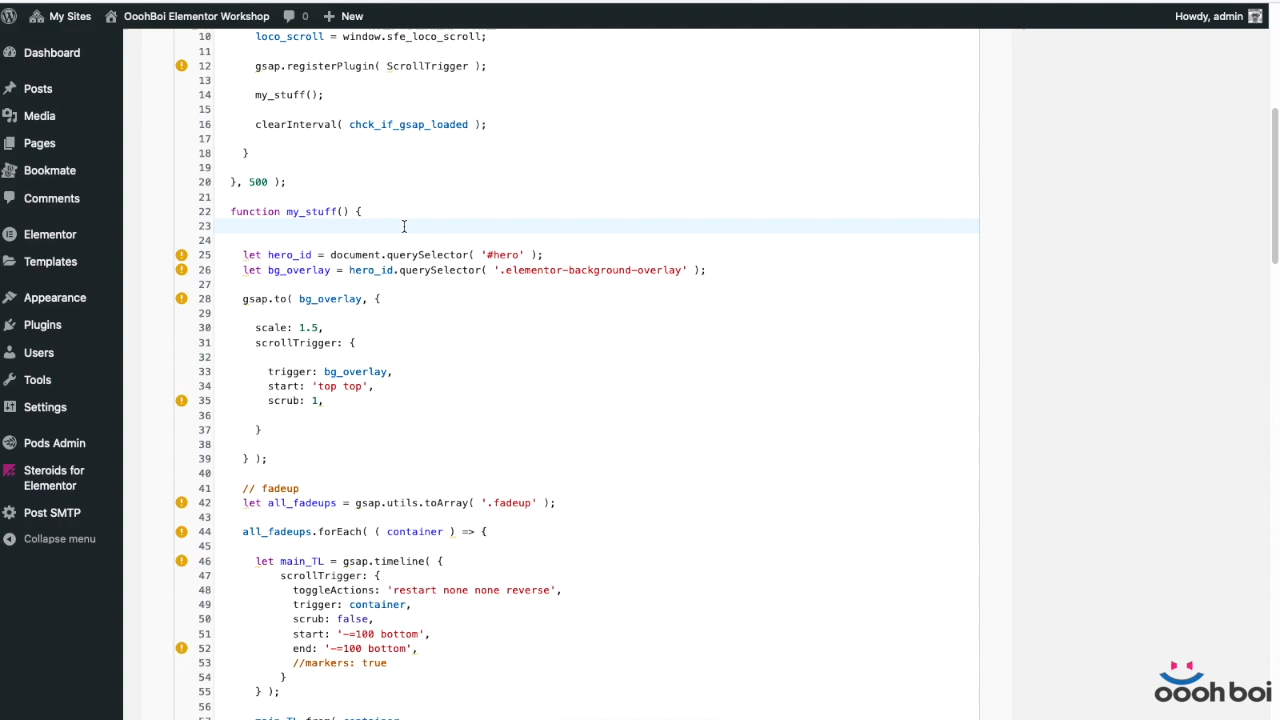 My Sites OoohBoi Elementor Workshop 0 New Howdy, admin
Dashboard
Posts
Media
Pages
Bookmate
Comments
Elementor
Templates
Appearance
Plugins
Users
Tools
Settings
Pods Admin
Steroids for
Elementor
Post SMTP
Collapse menu
10 loco_scroll = window.sfe_loco_scroll;
11
12 gsap.registerPlugin( ScrollTrigger );
13
14 my_stuff();
15
16 clearInterval( chck_if_gsap_loaded );
17
18 }
19
20 }, 500 );
21
22 function my_stuff() {
23
24
25 let hero_id = document.querySelector( '#hero' );
26 let bg_overlay = hero_id.querySelector( '.elementor-background-overlay' );
27
28 gsap.to( bg_overlay, {
29
30 scale: 1.5,
31 scrollTrigger: {
32
33 trigger: bg_overlay,
34 start: 'top top',
35 scrub: 1,
36
37 }
38
39 } );
40
41 // fadeup
42 let all_fadeups = gsap.utils.toArray( '.fadeup' );
43
44 all_fadeups.forEach( ( container ) => {
45
46 let main_TL = gsap.timeline( {
47 scrollTrigger: {
48 toggleActions: 'restart none none reverse',
49 trigger: container,
50 scrub: false,
51 start: '-=100 bottom',
52 end: '-=100 bottom',
53 //markers: true
54 }
55 } );
56
57 main_TL.from( container,
oooh boi